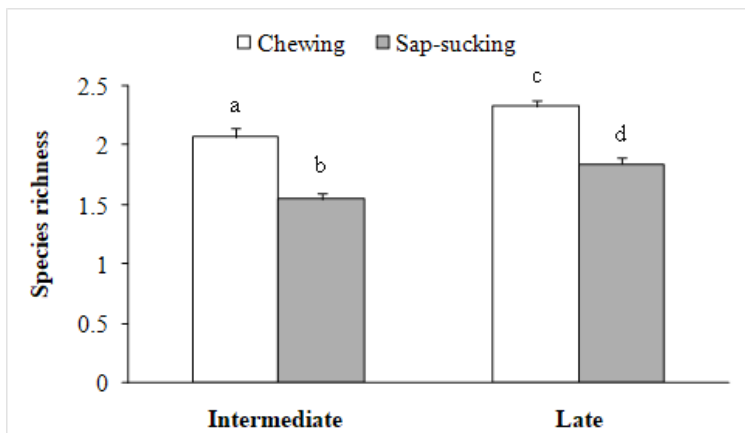 Chewing Sap-sucking
Species richness
2.5
2
1.5
1
0.5
0
a
b
c
d
Intermediate Late